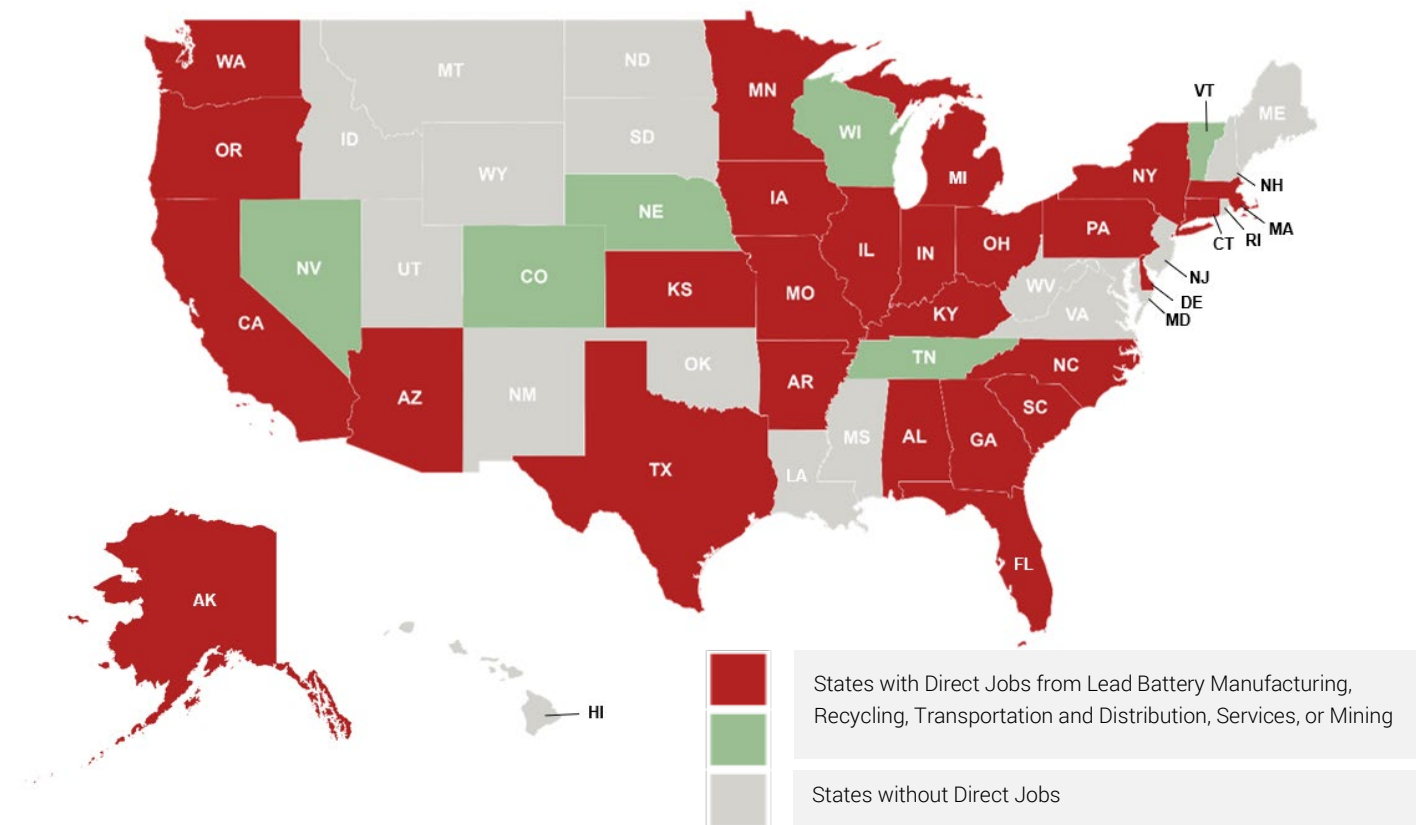 WA
MT
ND
MN
VT
ME
OR
ID
SD
WI
WY
MI
NY
NH
IA
NE
MA
RI
CT
PA
NV
UT
CO
IL
IN
OH
NJ
KS
MO
WV
DE
MD
VA
KY
CA
TN
OK
NC
AZ
NM
AR
SC
MS
AL
GA
TX
LA
FL
AK
HI
States with Direct Jobs from Lead Battery Manufacturing,
Recycling, Transportation and Distribution, Services, or Mining
States without Direct Jobs